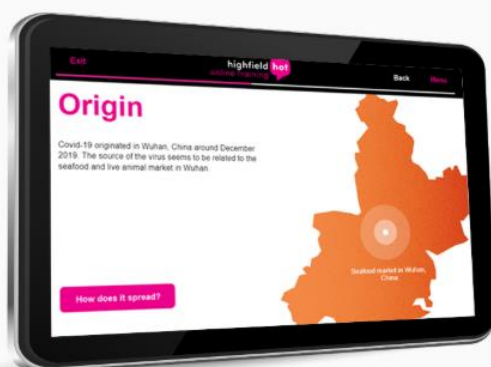 Exit
highfield hot
online training
Back
Menu
Origin
Covid-19 originated in Wuhan, China around December
2019. The source of the virus seems to be related to the
seafood and live animal market in Wuhan
Seafood market in Wuhan,
China
How does it spread?